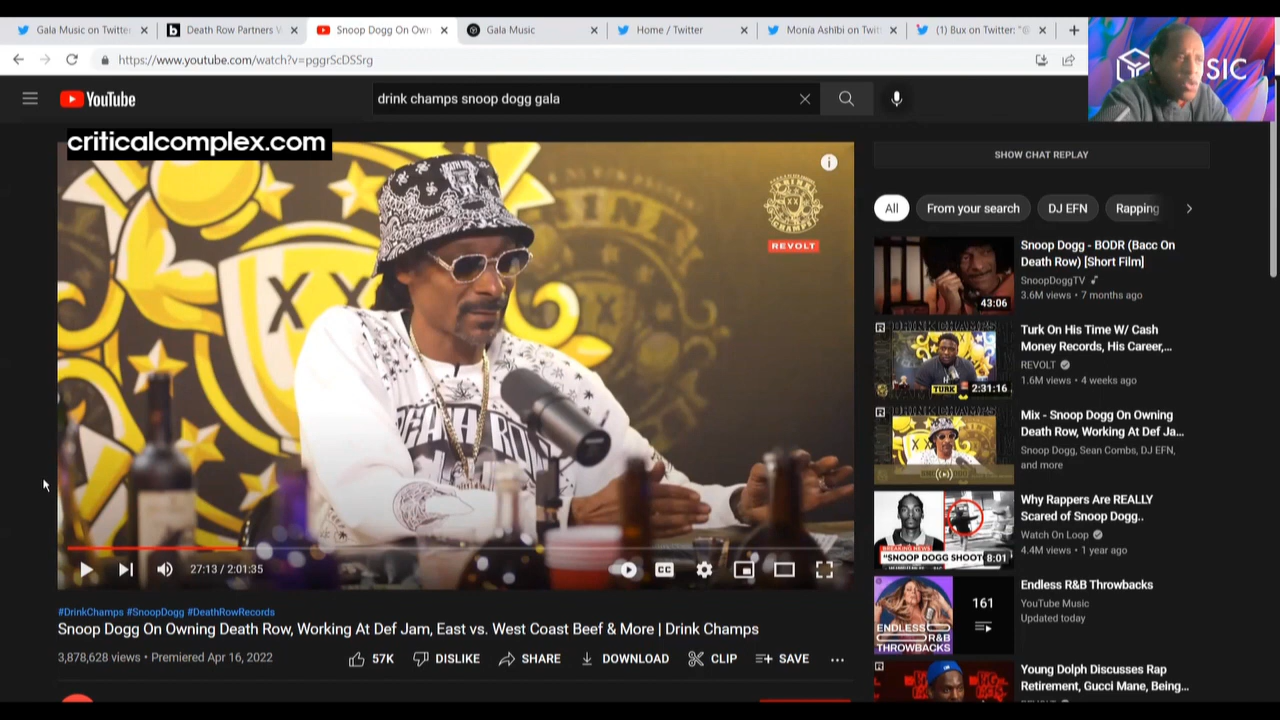 Gala Music on Twitter
Death Row Partners
Snoop Dogg On Own
Gala Music
Home / Twitter
Monía Ashibi on Twit
(1) Bux on Twitter: "@
https://www.youtube.com/watch?v=pggrScDSSrg
SIC
YouTube
drink champs snoop dogg gala
criticalcomplex.com
DRINK
CHAMPS
REVOLT
DEATH ROW
27:13 / 2:01:35
#DrinkChamps #SnoopDogg #DeathRowRecords
Snoop Dogg On Owning Death Row, Working At Def Jam, East vs. West Coast Beef & More | Drink Champs
3,878,628 views • Premiered Apr 16, 2022
57K
DISLIKE
SHARE
DOWNLOAD
CLIP
SAVE
SHOW CHAT REPLAY
All
From your search
DJ EFN
Rapping
Snoop Dogg - BODR (Bacc On
Death Row) [Short Film]
SnoopDoggTV
3.6M views • 7 months ago
43:06
Turk On His Time W/ Cash
Money Records, His Career,...
REVOLT
1.6M views • 4 weeks ago
TURK
2:31:16
Mix - Snoop Dogg On Owning
Death Row, Working At Def Ja...
Snoop Dogg, Sean Combs, DJ EFN,
and more
Why Rappers Are REALLY
Scared of Snoop Dogg..
Watch On Loop
4.4M views • 1 year ago
BREAKING NEWS
"SNOOP DOGG SHOOT
8:01
Endless R&B Throwbacks
YouTube Music
Updated today
161
ENDLESS
R&B
THROWBACKS
Young Dolph Discusses Rap
Retirement, Gucci Mane, Being...